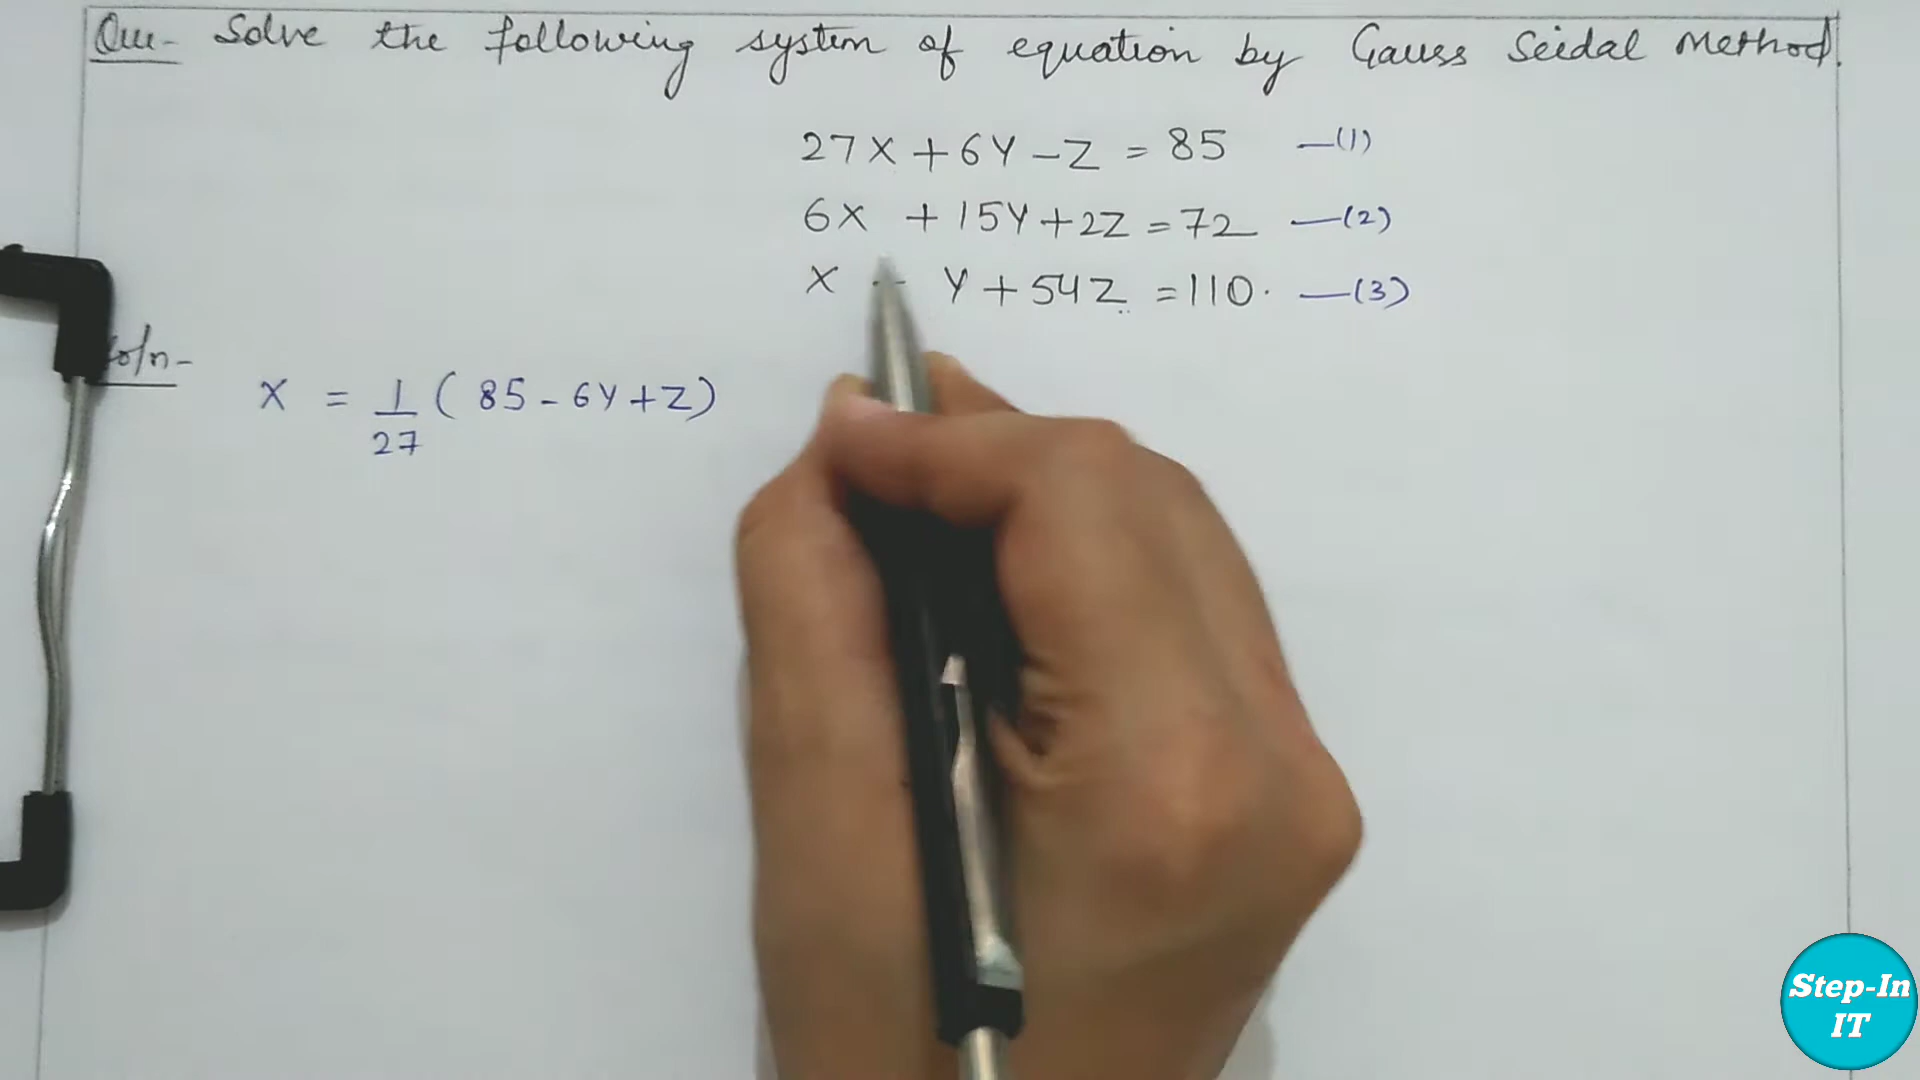 Que- Solve the following system of equation by Gauss Seidal Method.
27X + 6Y - Z = 85 —(1)
6X + 15Y + 2Z = 72 —(2)
X Y + 54Z = 110. —(3)
Soln-
X = 1/27 ( 85 - 6Y + Z )
Step-In
IT